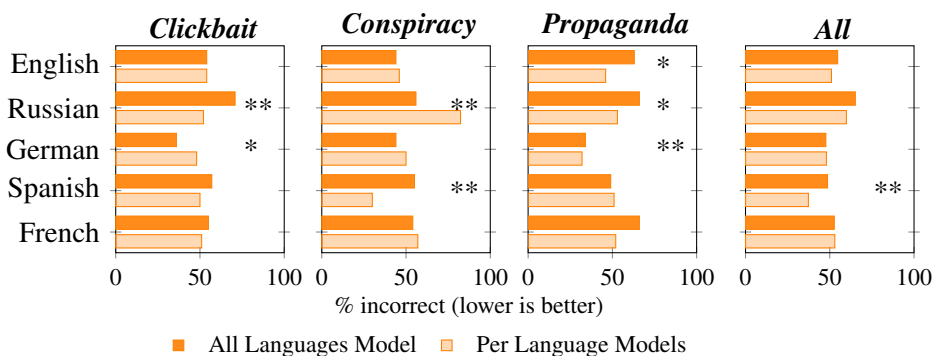 Clickbait Conspiracy Propaganda All
English *
Russian ** ** *
German * **
Spanish ** **
French
0 50 100 0 50 100 0 50 100 0 50 100
% incorrect (lower is better)
All Languages Model Per Language Models